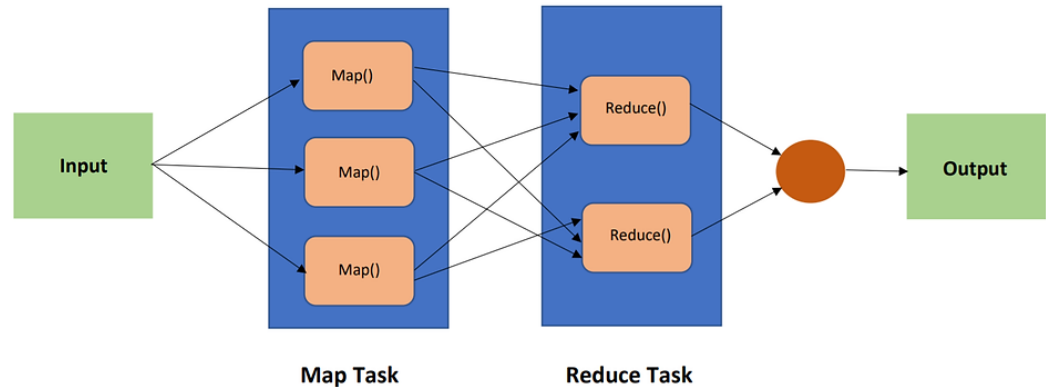 Input
Map()
Map()
Map()
Map Task
Reduce()
Reduce()
Reduce Task
Output